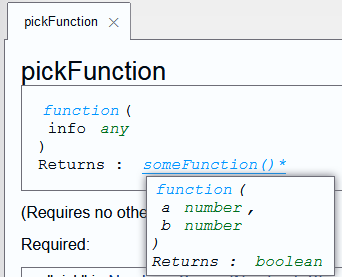 pickFunction ×
pickFunction
function (
info any
)
Returns : someFunction()*
function (
a number ,
b number
)
Returns : boolean
(Requires no othe
Required: